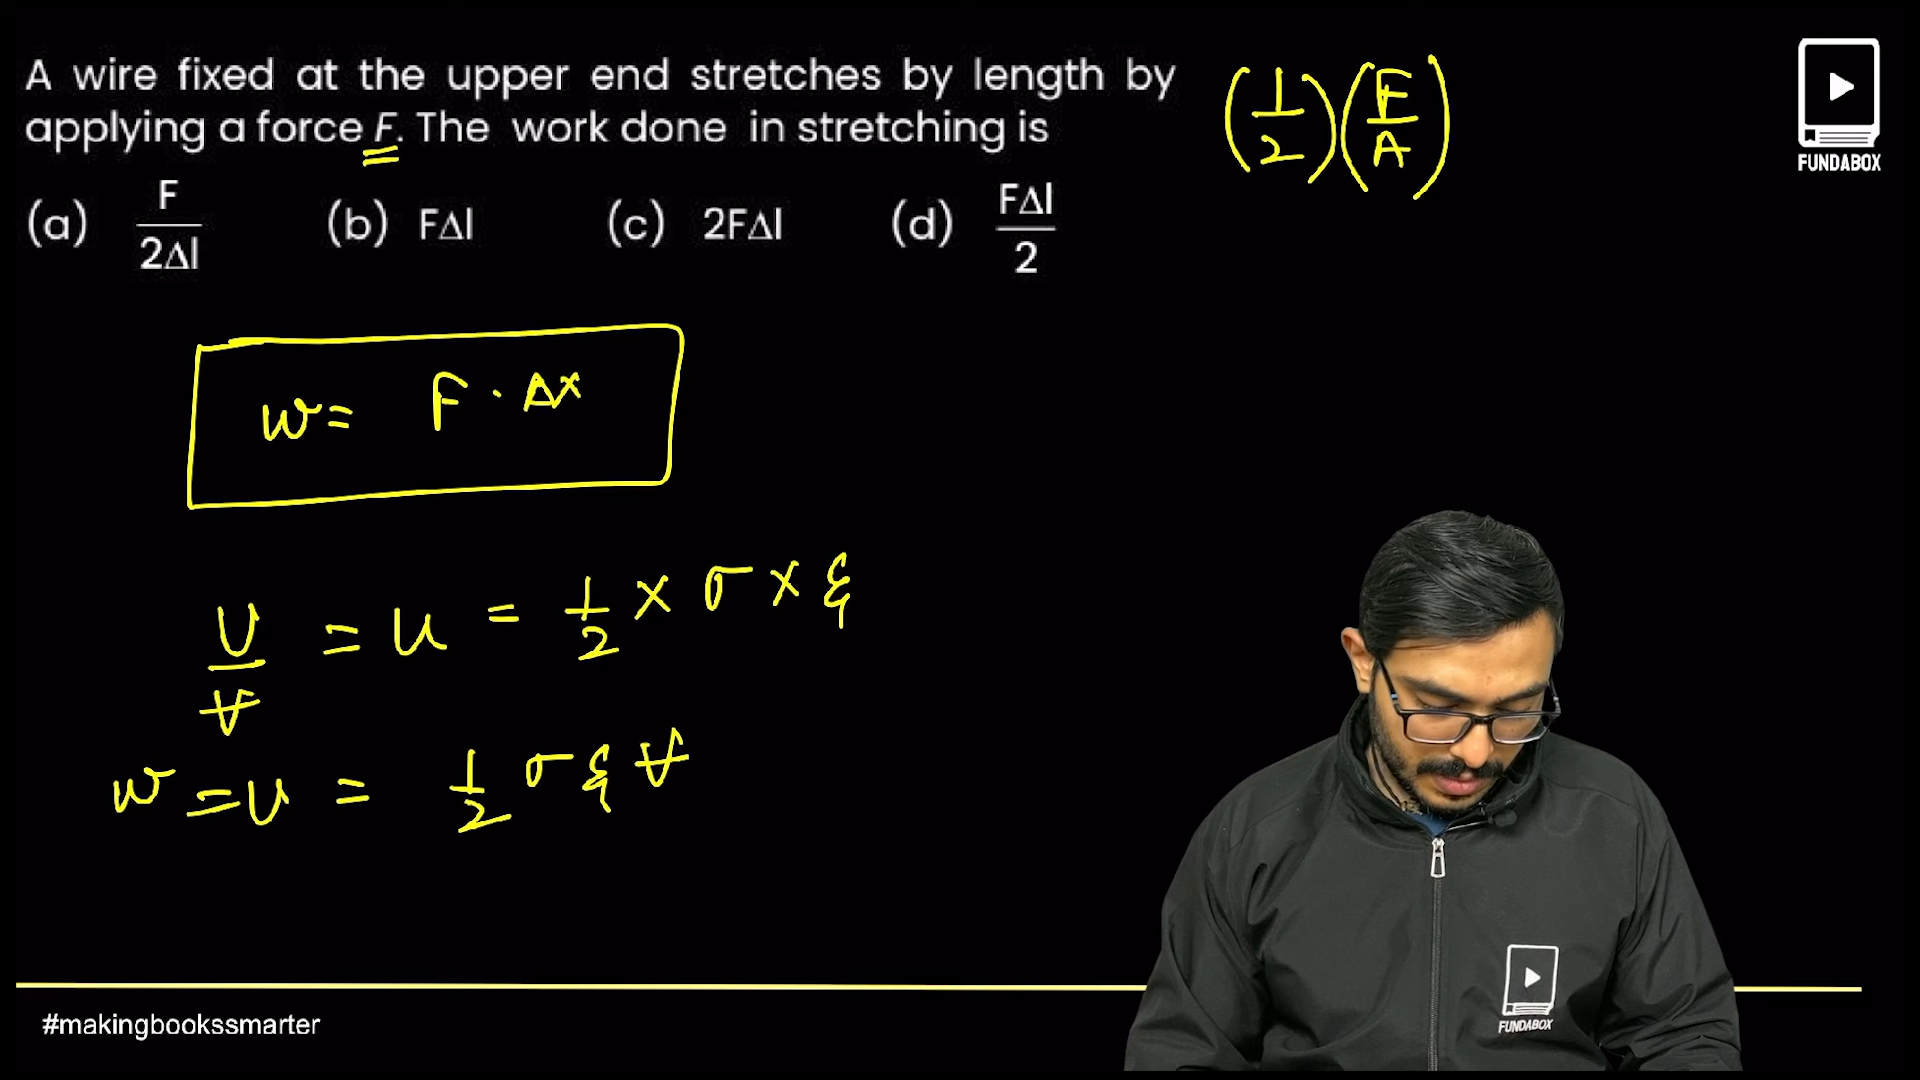 A wire fixed at the upper end stretches by length by
applying a force F. The work done in stretching is
(a) F/2Δl (b) FΔl (c) 2FΔl (d) FΔl/2
(1/2)(F/A)
FUNDABOX
W = F · Δx
U/V = u = 1/2 × σ × ξ
W = U = 1/2 σ ξ V
FUNDABOX
#makingbookssmarter